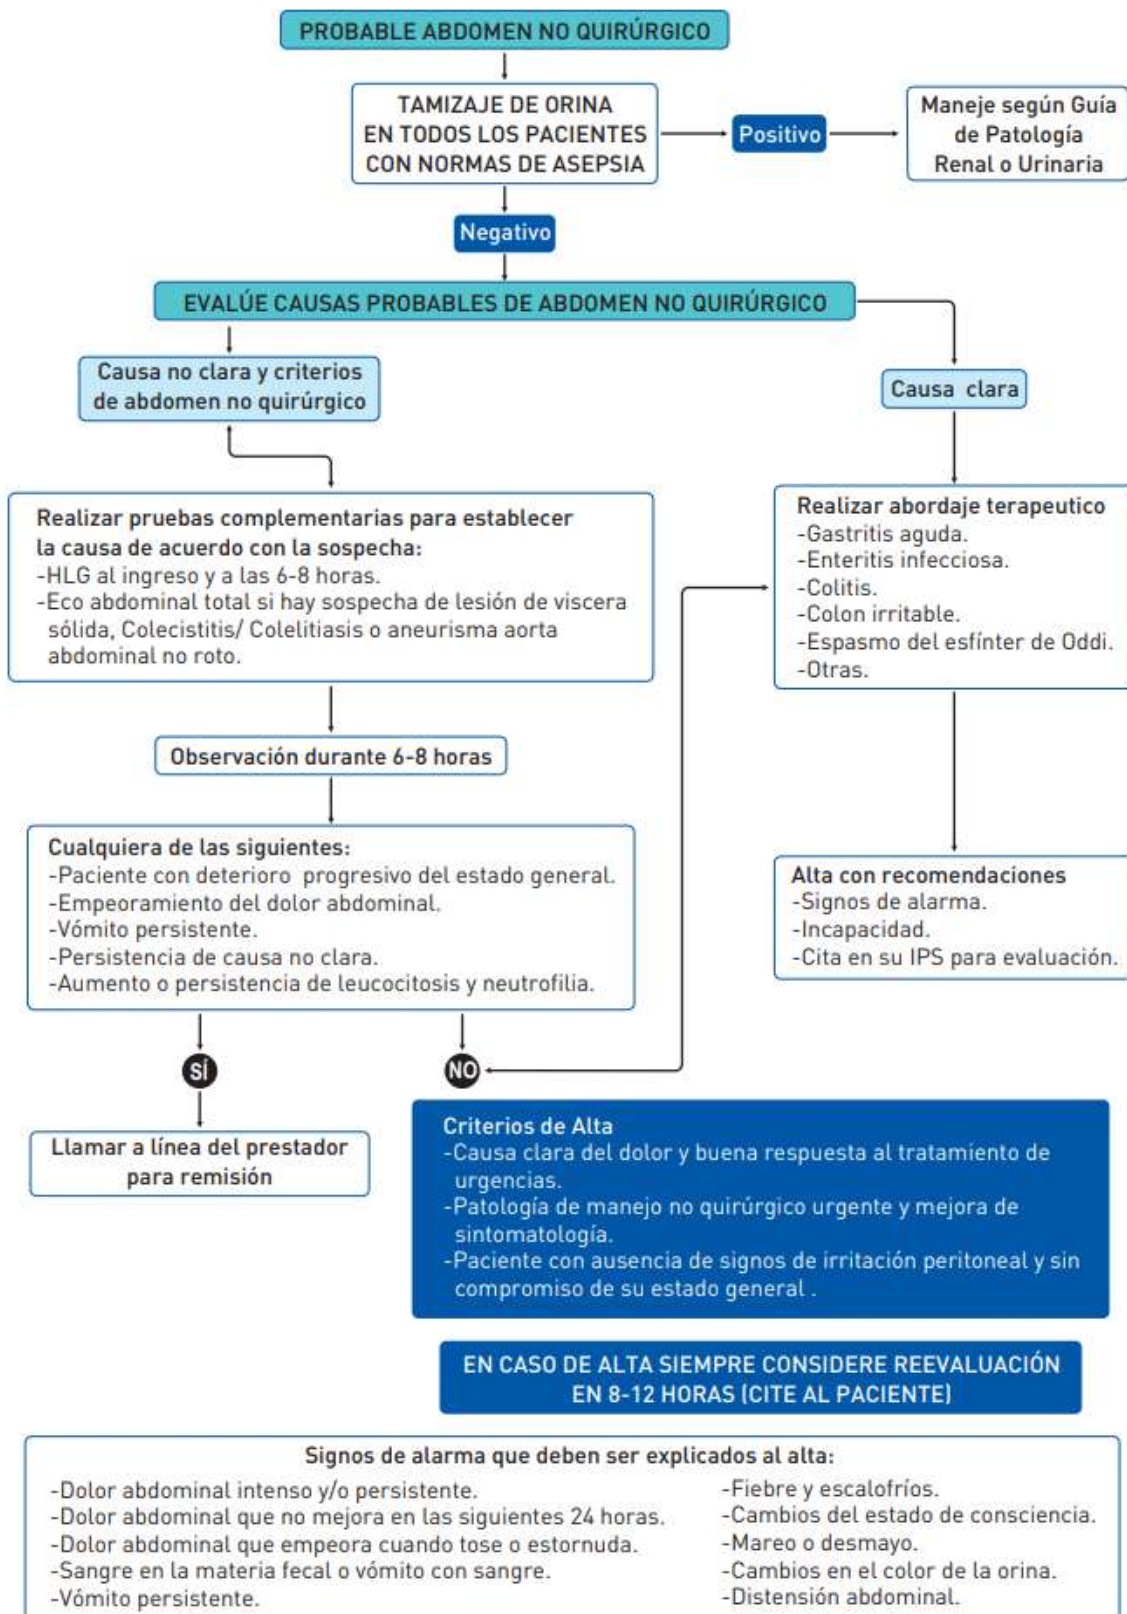 PROBABLE ABDOMEN NO QUIRÚRGICO
TAMIZAJE DE ORINA
EN TODOS LOS PACIENTES
CON NORMAS DE ASEPSIA
Positivo
Maneje según Guía
de Patología
Renal o Urinaria
Negativo
EVALÚE CAUSAS PROBABLES DE ABDOMEN NO QUIRÚRGICO
Causa no clara y criterios
de abdomen no quirúrgico
Causa clara
Realizar pruebas complementarias para establecer
la causa de acuerdo con la sospecha:
-HLG al ingreso y a las 6-8 horas.
-Eco abdominal total si hay sospecha de lesión de viscera
sólida, Colecistitis/ Colelitiasis o aneurisma aorta
abdominal no roto.
Realizar abordaje terapeutico
-Gastritis aguda.
-Enteritis infecciosa.
-Colitis.
-Colon irritable.
-Espasmo del esfínter de Oddi.
-Otras.
Observación durante 6-8 horas
Cualquiera de las siguientes:
-Paciente con deterioro progresivo del estado general.
-Empeoramiento del dolor abdominal.
-Vómito persistente.
-Persistencia de causa no clara.
-Aumento o persistencia de leucocitosis y neutrofilia.
Alta con recomendaciones
-Signos de alarma.
-Incapacidad.
-Cita en su IPS para evaluación.
SÍ
NO
Llamar a línea del prestador
para remisión
Criterios de Alta
-Causa clara del dolor y buena respuesta al tratamiento de
urgencias.
-Patología de manejo no quirúrgico urgente y mejora de
sintomatología.
-Paciente con ausencia de signos de irritación peritoneal y sin
compromiso de su estado general .
EN CASO DE ALTA SIEMPRE CONSIDERE REEVALUACIÓN
EN 8-12 HORAS (CITE AL PACIENTE)
Signos de alarma que deben ser explicados al alta:
-Dolor abdominal intenso y/o persistente.
-Dolor abdominal que no mejora en las siguientes 24 horas.
-Dolor abdominal que empeora cuando tose o estornuda.
-Sangre en la materia fecal o vómito con sangre.
-Vómito persistente.
-Fiebre y escalofríos.
-Cambios del estado de consciencia.
-Mareo o desmayo.
-Cambios en el color de la orina.
-Distensión abdominal.